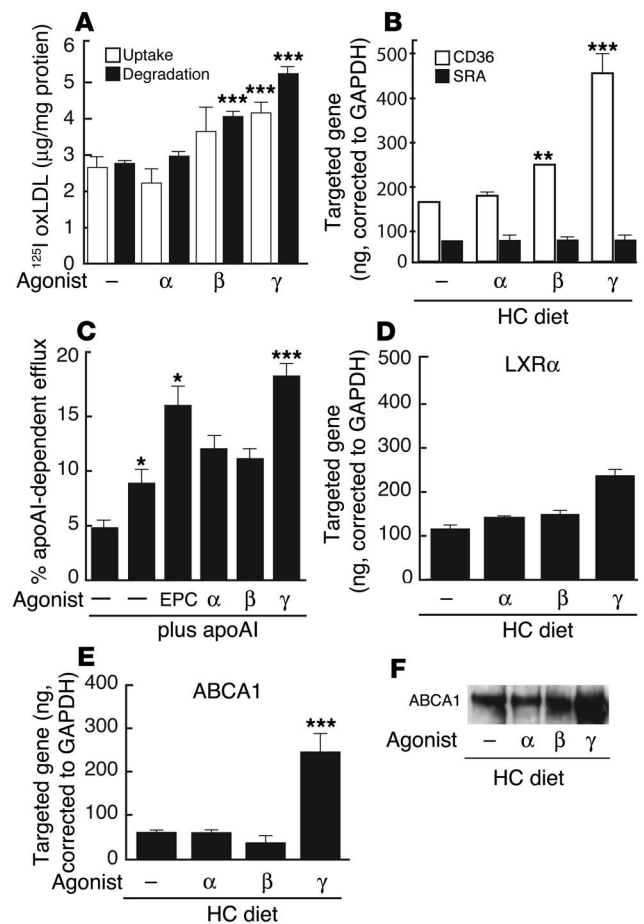 A
¹²⁵I oxLDL (μg/mg protien)
6
5
4
3
2
1
0
Uptake
Degradation
***
***
***
Agonist – α β γ
B
Targeted gene
(ng, corrected to GAPDH)
500
400
300
200
100
0
CD36
SRA
**
***
– α β γ
HC diet
C
% apoAI-dependent efflux
20
15
10
5
0
*
*
***
Agonist – – EPC α β γ
plus apoAI
D
Targeted gene
(ng, corrected to GAPDH)
500
400
300
200
100
0
LXRα
– α β γ
HC diet
E
Targeted gene (ng,
corrected to GAPDH)
400
300
200
100
0
ABCA1
***
Agonist – α β γ
HC diet
F
ABCA1
Agonist – α β γ
HC diet